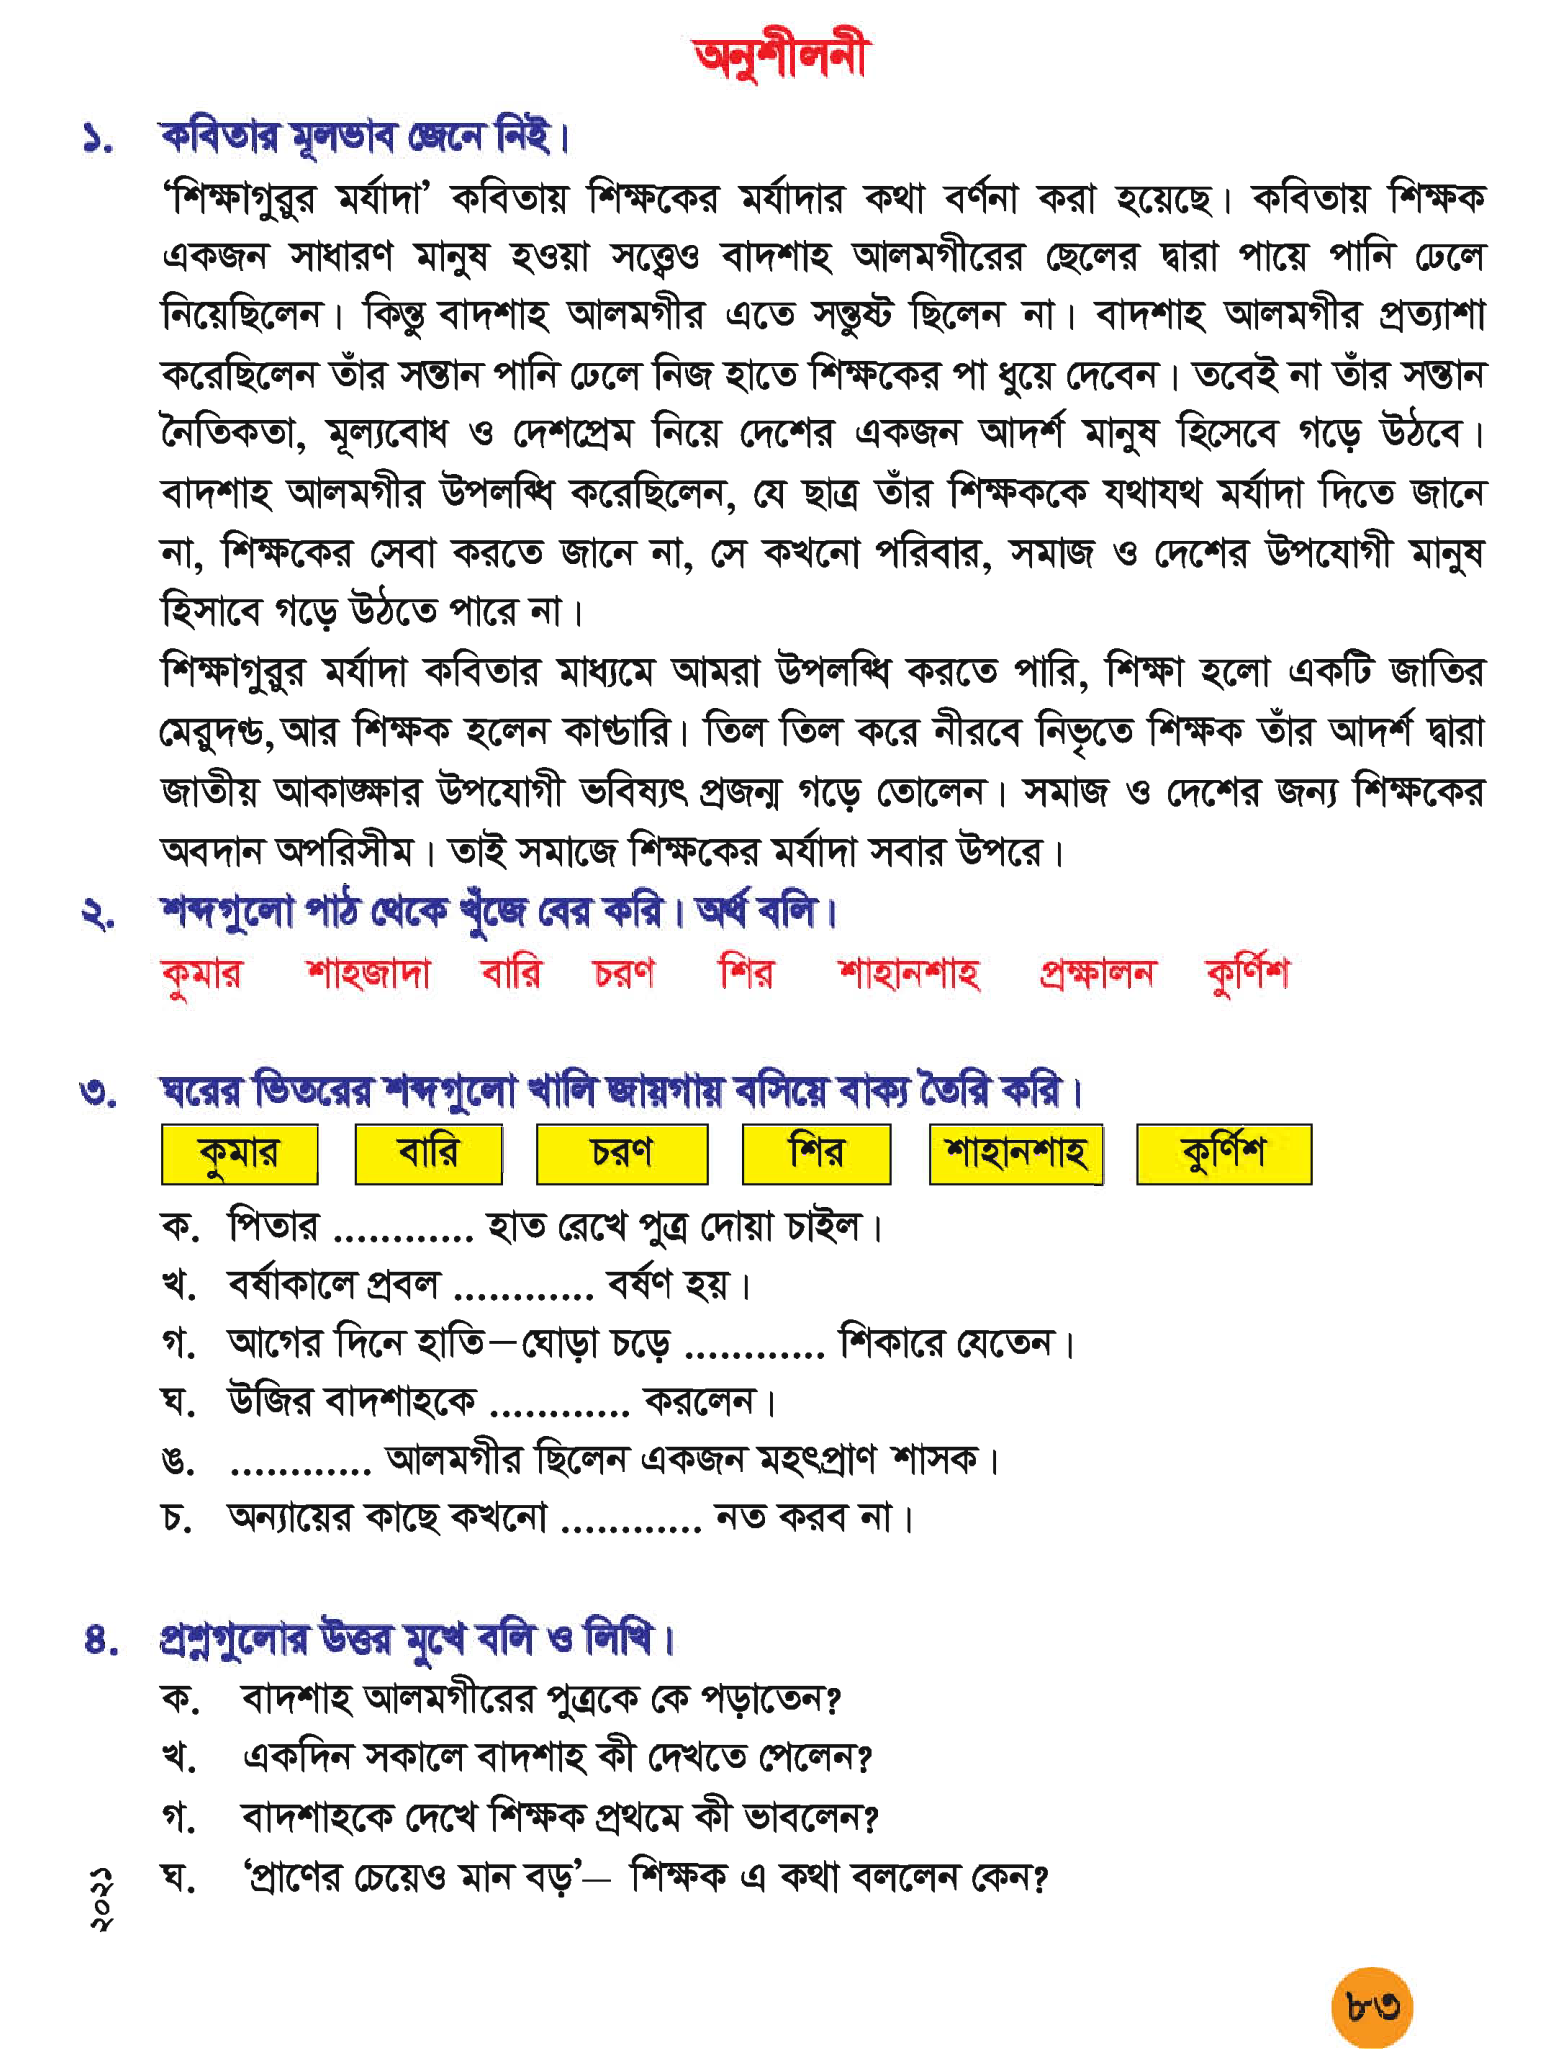 অনুশীলনী
১. কবিতার মূলভাব জেনে নিই।
‘শিক্ষাগুরুর মর্যাদা’ কবিতায় শিক্ষকের মর্যাদার কথা বর্ণনা করা হয়েছে। কবিতায় শিক্ষক
একজন সাধারণ মানুষ হওয়া সত্ত্বেও বাদশাহ আলমগীরের ছেলের দ্বারা পায়ে পানি ঢেলে
নিয়েছিলেন। কিন্তু বাদশাহ আলমগীর এতে সন্তুষ্ট ছিলেন না। বাদশাহ আলমগীর প্রত্যাশা
করেছিলেন তাঁর সন্তান পানি ঢেলে নিজ হাতে শিক্ষকের পা ধুয়ে দেবেন। তবেই না তাঁর সন্তান
নৈতিকতা, মূল্যবোধ ও দেশপ্রেম নিয়ে দেশের একজন আদর্শ মানুষ হিসেবে গড়ে উঠবে।
বাদশাহ আলমগীর উপলব্ধি করেছিলেন, যে ছাত্র তাঁর শিক্ষককে যথাযথ মর্যাদা দিতে জানে
না, শিক্ষকের সেবা করতে জানে না, সে কখনো পরিবার, সমাজ ও দেশের উপযোগী মানুষ
হিসাবে গড়ে উঠতে পারে না।
শিক্ষাগুরুর মর্যাদা কবিতার মাধ্যমে আমরা উপলব্ধি করতে পারি, শিক্ষা হলো একটি জাতির
মেরুদণ্ড, আর শিক্ষক হলেন কাণ্ডারি। তিল তিল করে নীরবে নিভৃতে শিক্ষক তাঁর আদর্শ দ্বারা
জাতীয় আকাঙ্ক্ষার উপযোগী ভবিষ্যৎ প্রজন্ম গড়ে তোলেন। সমাজ ও দেশের জন্য শিক্ষকের
অবদান অপরিসীম। তাই সমাজে শিক্ষকের মর্যাদা সবার উপরে।
২. শব্দগুলো পাঠ থেকে খুঁজে বের করি। অর্থ বলি।
কুমার শাহজাদা বারি চরণ শির শাহানশাহ প্রক্ষালন কুর্ণিশ
৩. ঘরের ভিতরের শব্দগুলো খালি জায়গায় বসিয়ে বাক্য তৈরি করি।
কুমার বারি চরণ শির শাহানশাহ কুর্ণিশ
ক. পিতার ............ হাত রেখে পুত্র দোয়া চাইল।
খ. বর্ষাকালে প্রবল ............ বর্ষণ হয়।
গ. আগের দিনে হাতি—ঘোড়া চড়ে ............ শিকারে যেতেন।
ঘ. উজির বাদশাহকে ............ করলেন।
ঙ. ............ আলমগীর ছিলেন একজন মহৎপ্রাণ শাসক।
চ. অন্যায়ের কাছে কখনো ............ নত করব না।
৪. প্রশ্নগুলোর উত্তর মুখে বলি ও লিখি।
ক. বাদশাহ আলমগীরের পুত্রকে কে পড়াতেন?
খ. একদিন সকালে বাদশাহ কী দেখতে পেলেন?
গ. বাদশাহকে দেখে শিক্ষক প্রথমে কী ভাবলেন?
ঘ. ‘প্রাণের চেয়েও মান বড়’— শিক্ষক এ কথা বললেন কেন?
২০২১
৮৩